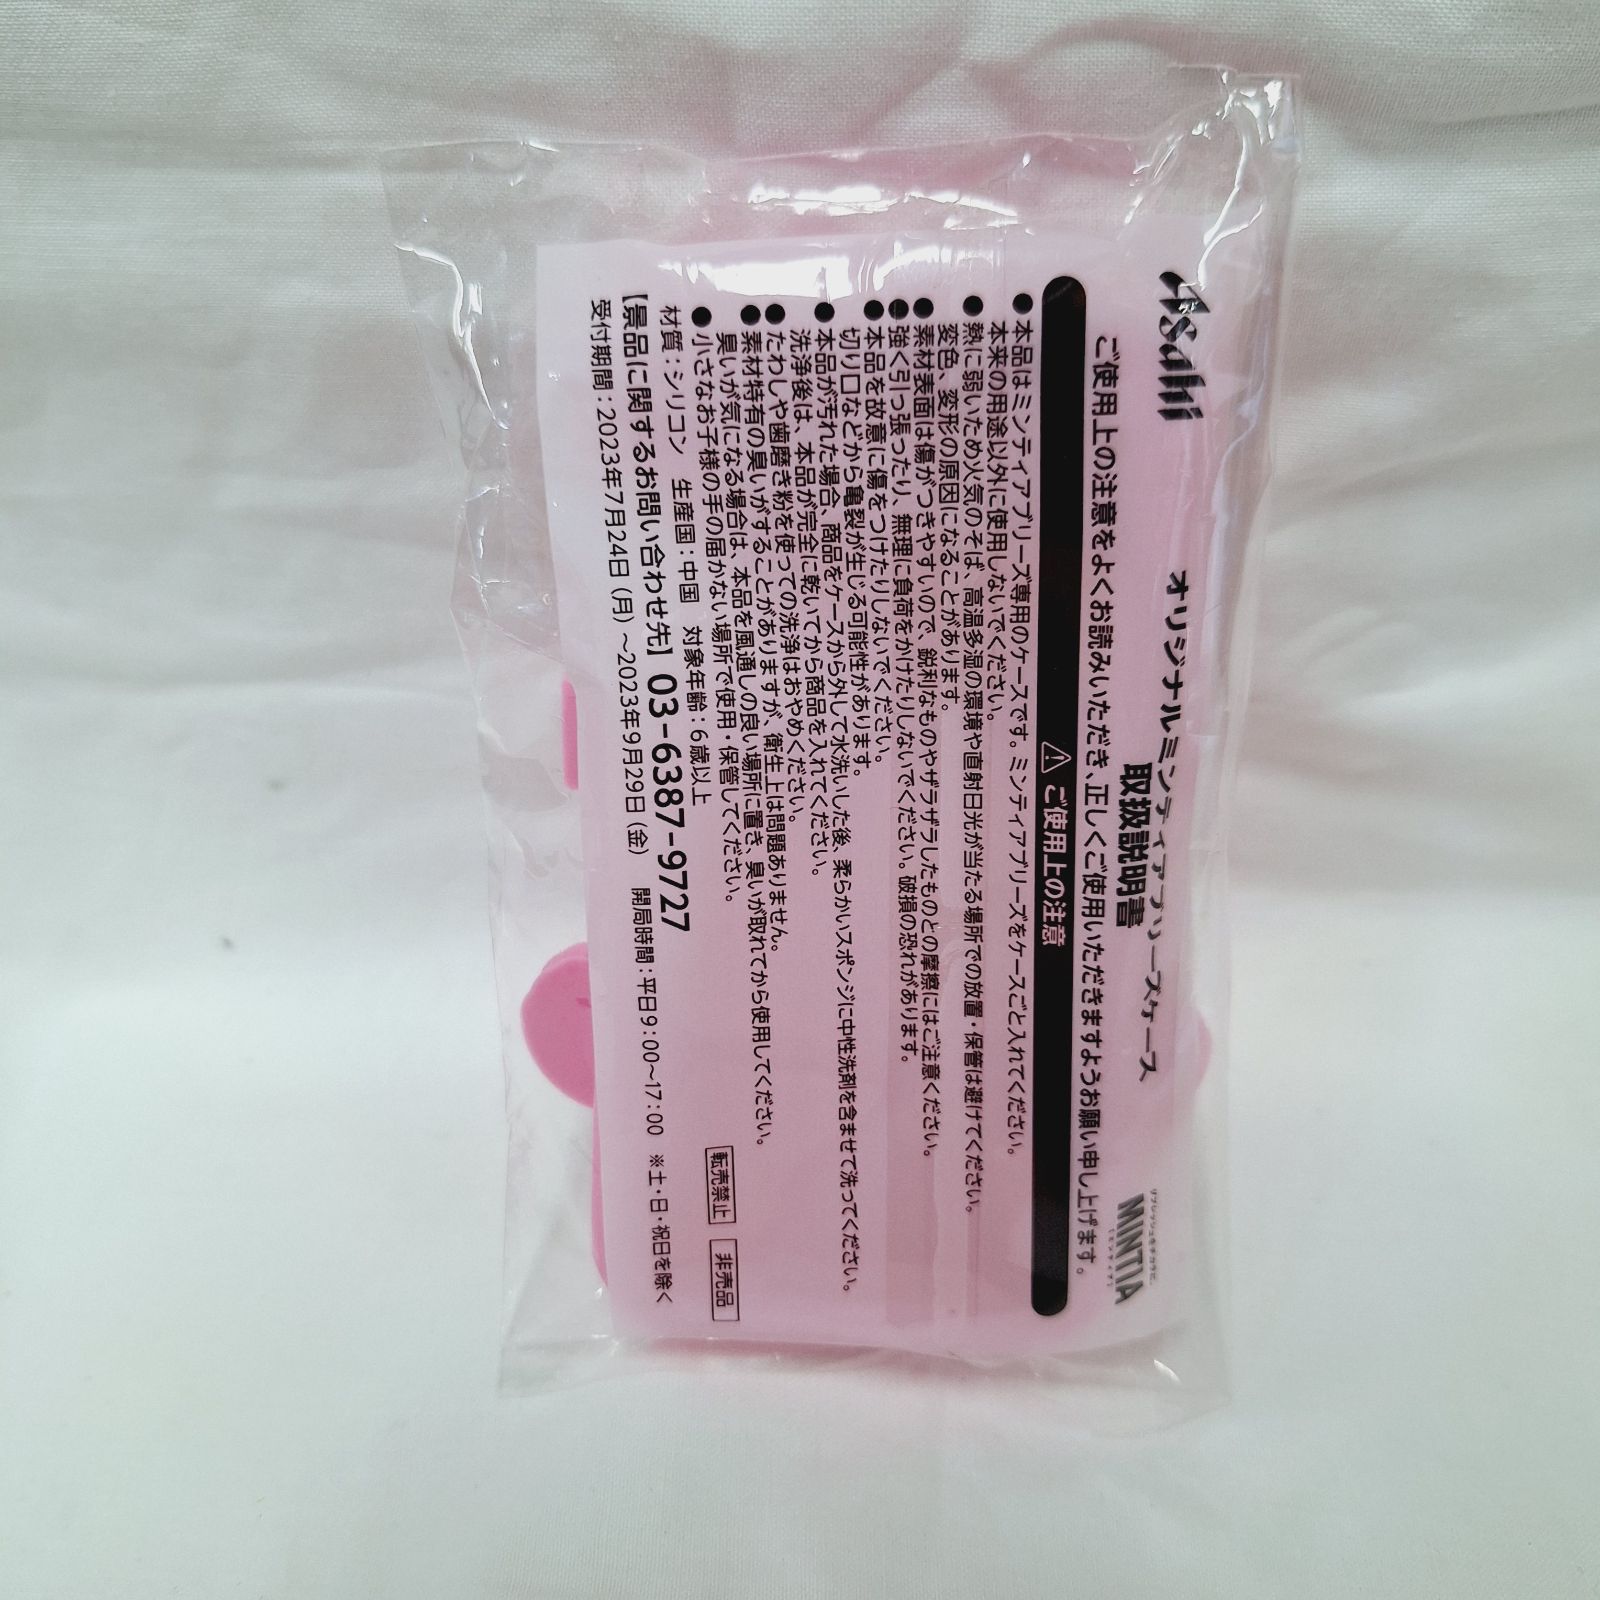 Asahi
オリジナルミンティアブリーズケース
取扱説明書
リフレッシュをチカラに。
MINTIA
[ミンティア]
ご使用上の注意をよくお読みいただき、正しくご使用いただきますようお願い申し上げます。
⚠ご使用上の注意
●本品はミンティアブリーズ専用のケースです。ミンティアブリーズをケースごと入れてください。
本来の用途以外に使用しないでください。
●熱に弱いため火気のそば、高温多湿の環境や直射日光が当たる場所での放置・保管は避けてください。
変色、変形の原因になることがあります。
●素材表面は傷がつきやすいので、鋭利なものやザラザラしたものとの摩擦にはご注意ください。
●強く引っ張ったり、無理に負荷をかけたりしないでください。破損の恐れがあります。
●本品を故意に傷をつけたりしないでください。
切り口などから亀裂が生じる可能性があります。
●本品が汚れた場合、商品をケースから外して水洗いした後、柔らかいスポンジに中性洗剤を含ませて洗ってください。
洗浄後は、本品が完全に乾いてから商品を入れてください。
●たわしや歯磨き粉を使っての洗浄はおやめください。
●素材特有の臭いがすることがありますが、衛生上は問題ありません。
臭いが気になる場合は、本品を風通しの良い場所に置き、臭いが取れてから使用してください。
●小さなお子様の手の届かない場所で使用・保管してください。
材質：シリコン 生産国：中国 対象年齢：6歳以上
転売禁止 非売品
【景品に関するお問い合わせ先】03-6387-9727
受付期間：2023年7月24日（月）～2023年9月29日（金） 開局時間：平日9：00～17：00 ※土・日・祝日を除く